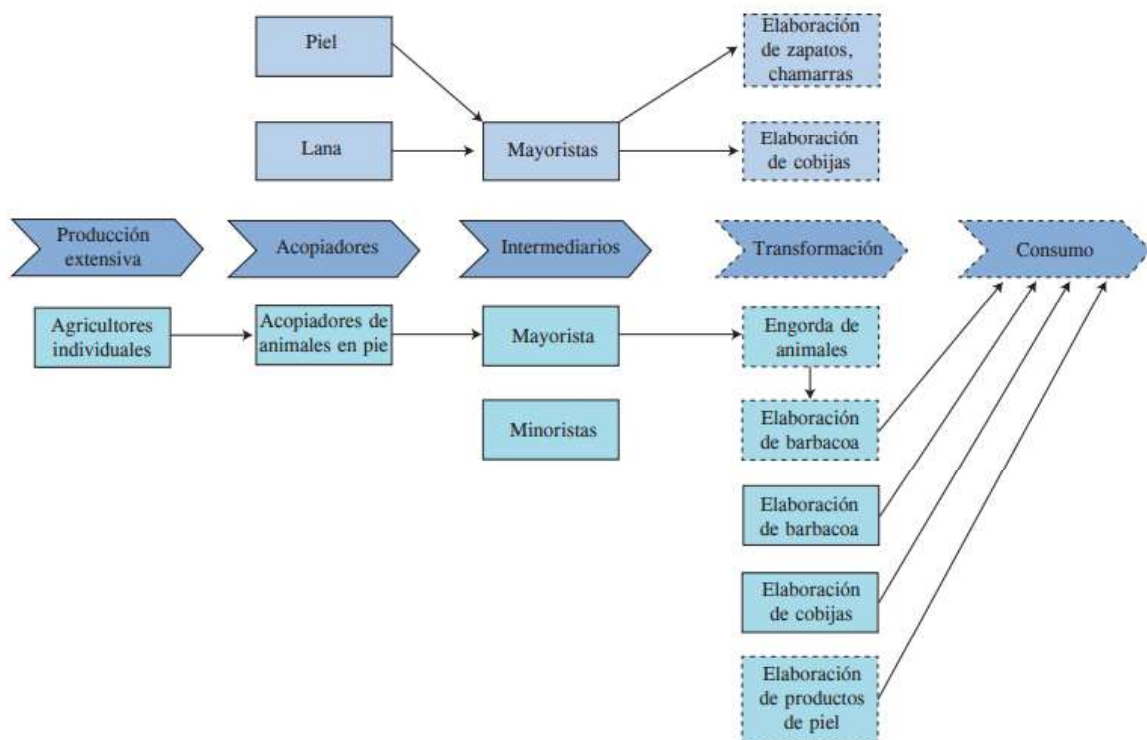 Piel
Elaboración
de zapatos,
chamarras
Lana
Mayoristas
Elaboración
de cobijas
Producción
extensiva
Acopiadores
Intermediarios
Transformación
Consumo
Agricultores
individuales
Acopiadores de
animales en pie
Mayorista
Engorda de
animales
Minoristas
Elaboración
de barbacoa
Elaboración
de barbacoa
Elaboración
de cobijas
Elaboración
de productos
de piel